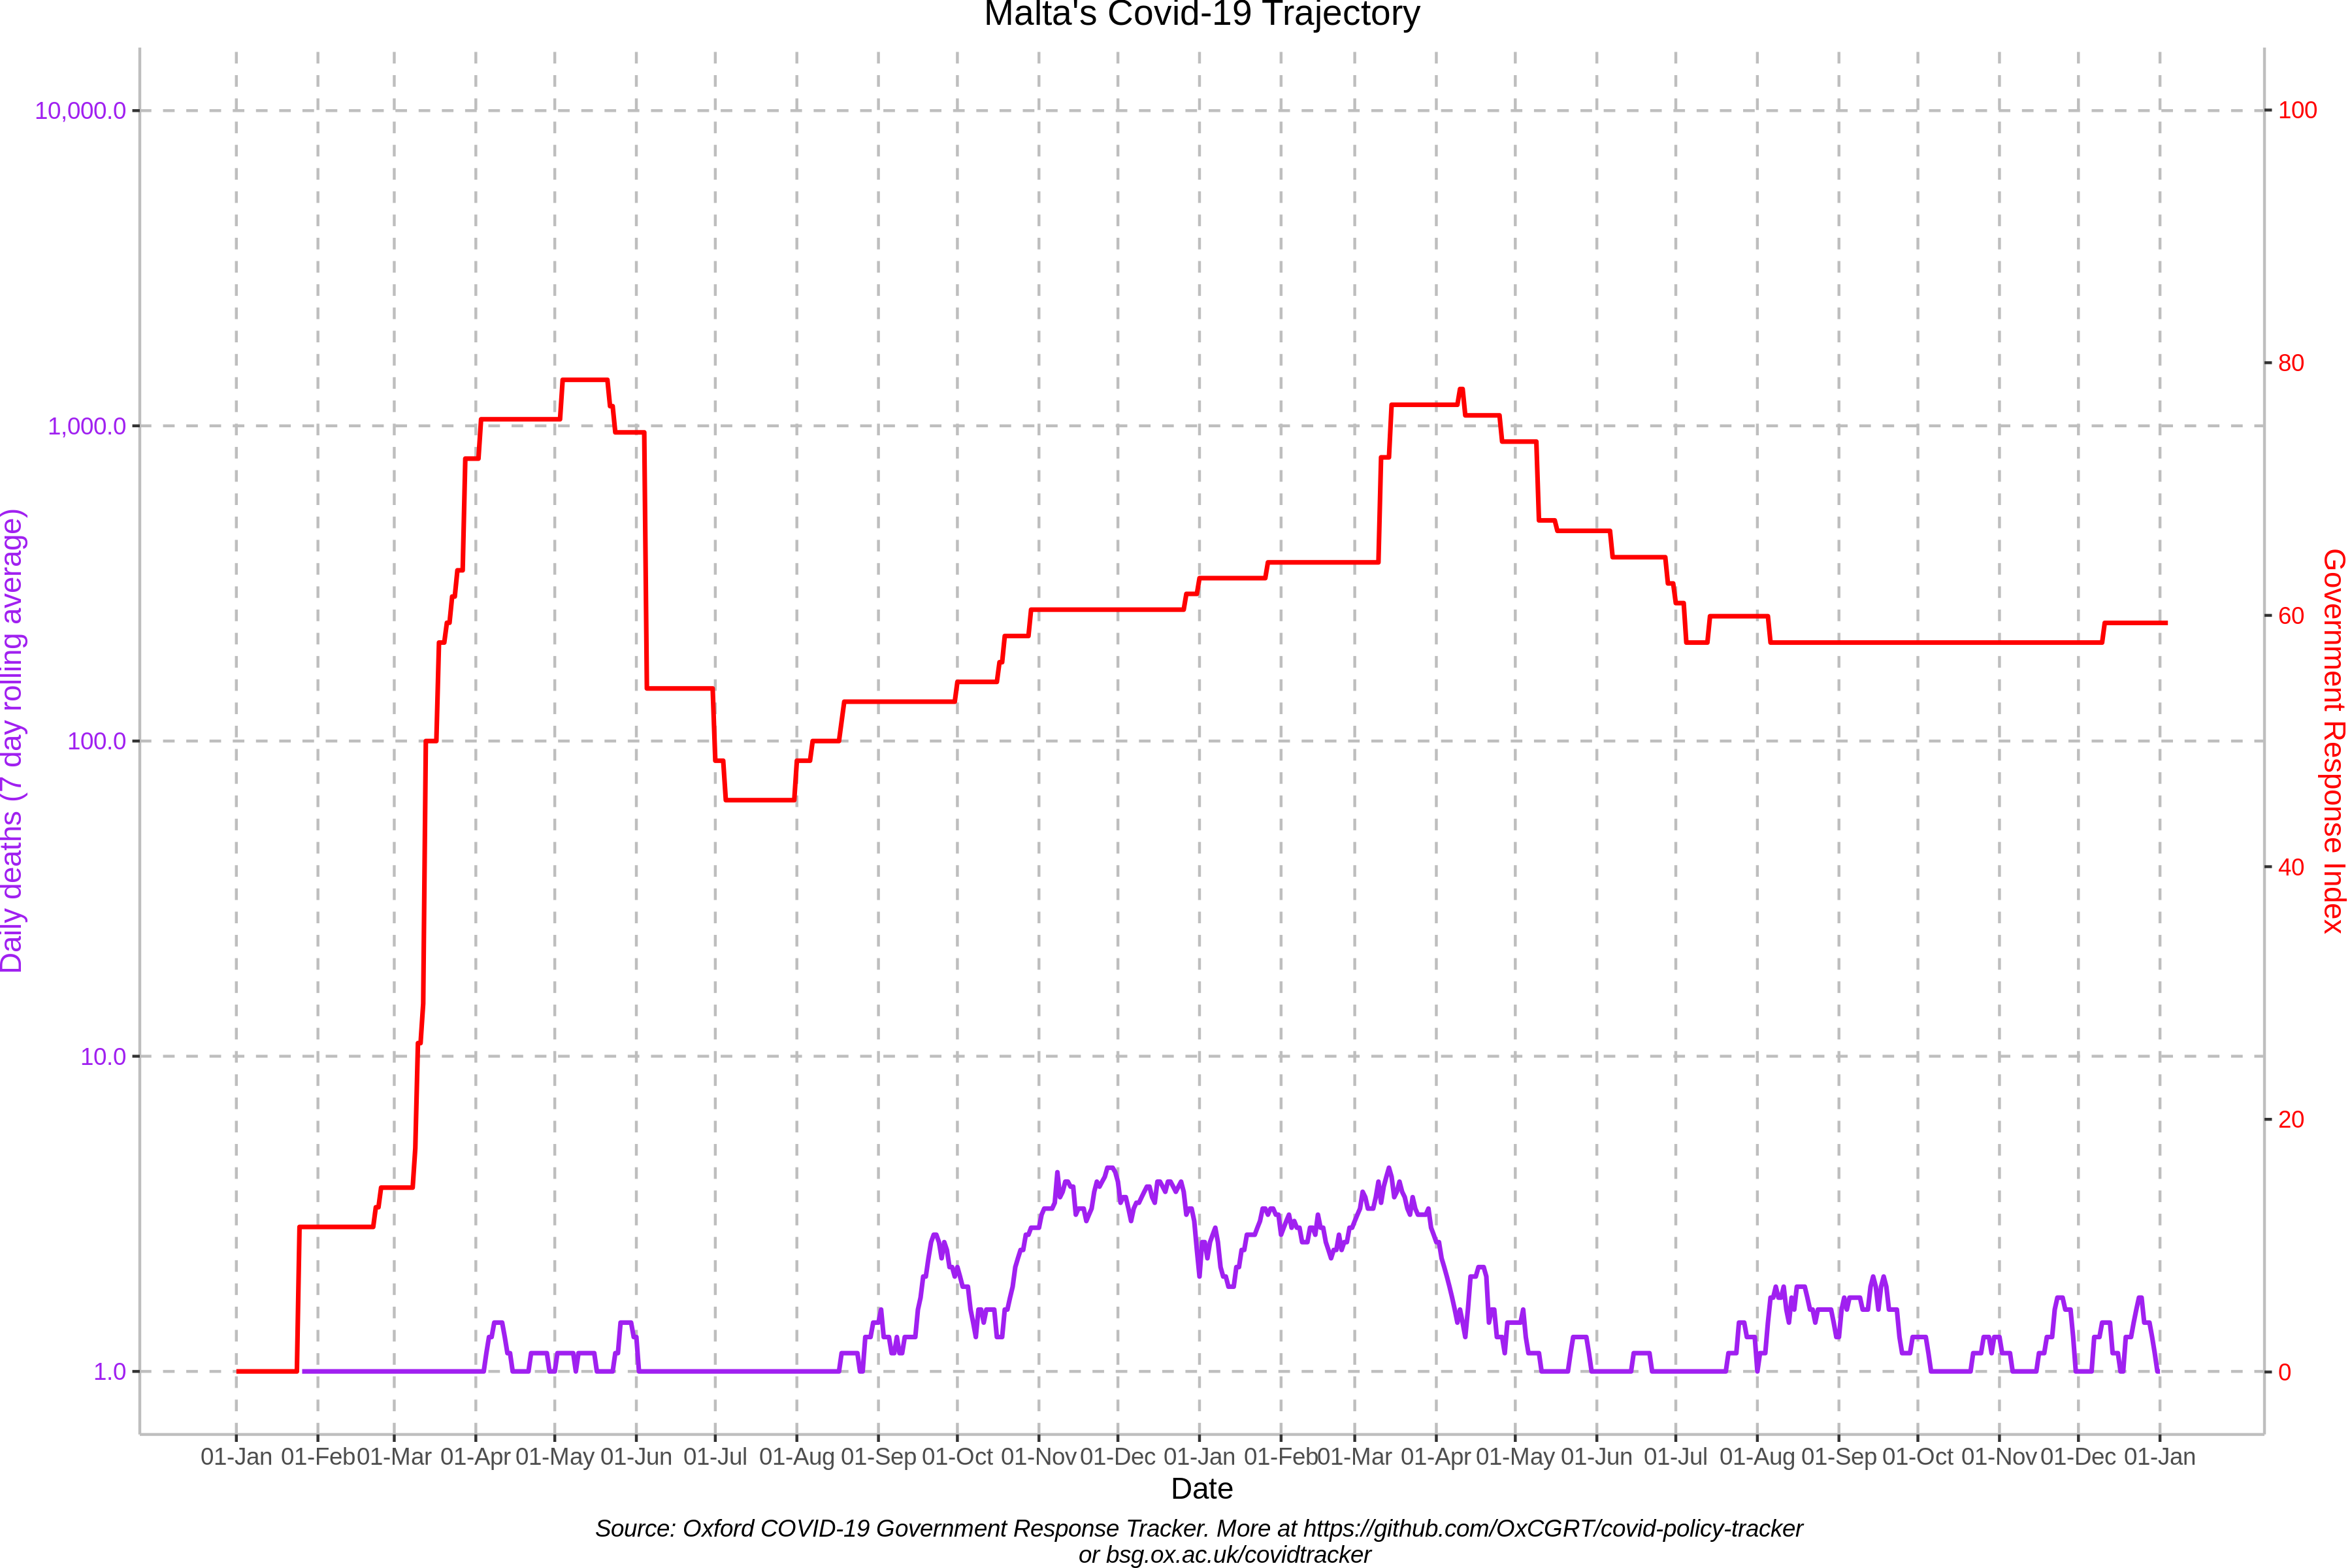 Malta's Covid-19 Trajectory
10,000.0
1,000.0
100.0
10.0
1.0
Daily deaths (7 day rolling average)
100
80
60
40
20
0
Government Response Index
01-Jan 01-Feb 01-Mar 01-Apr 01-May 01-Jun 01-Jul 01-Aug 01-Sep 01-Oct 01-Nov 01-Dec 01-Jan 01-Feb 01-Mar 01-Apr 01-May 01-Jun 01-Jul 01-Aug 01-Sep 01-Oct 01-Nov 01-Dec 01-Jan
Date
Source: Oxford COVID-19 Government Response Tracker. More at https://github.com/OxCGRT/covid-policy-tracker
or bsg.ox.ac.uk/covidtracker